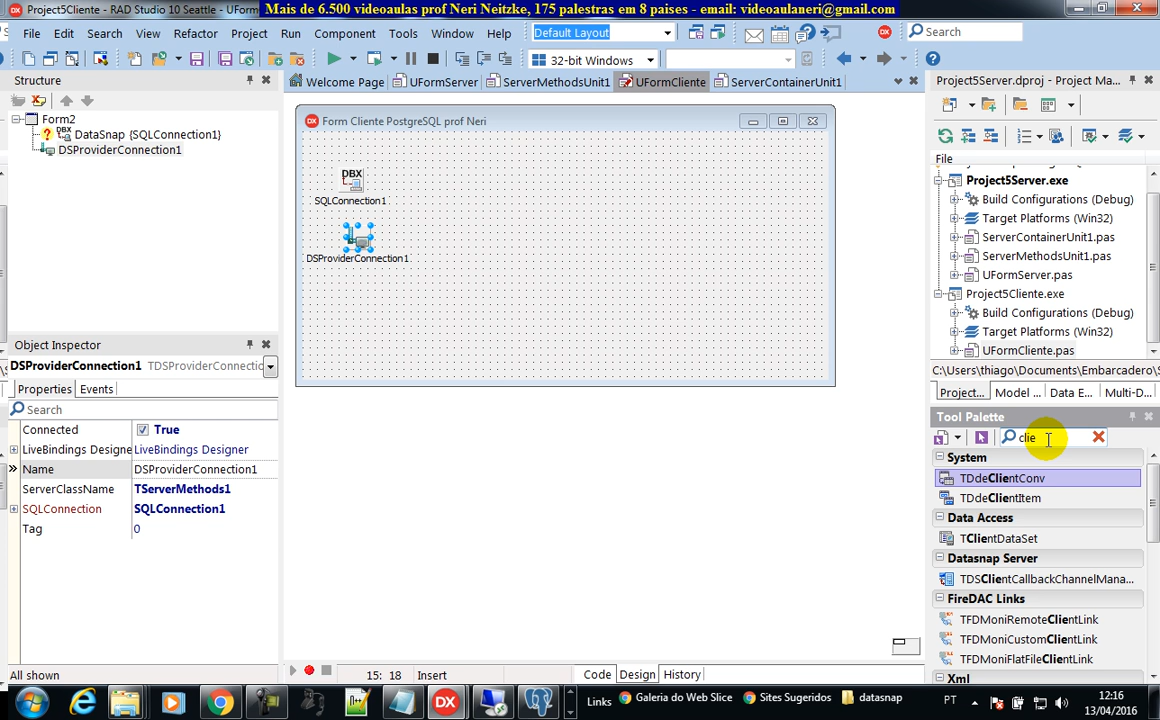 Project5Cliente - RAD Studio 10 Seattle - UForm
Mais de 6.500 videoaulas prof Neri Neitzke, 175 palestras em 8 paises - email: videoaulaneri@gmail.com
File Edit Search View Refactor Project Run Component Tools Window Help Default Layout Search
32-bit Windows
Structure
Welcome Page UFormServer ServerMethodsUnit1 UFormCliente ServerContainerUnit1
Project5Server.dproj - Project Ma...
Form2
DataSnap {SQLConnection1}
DSProviderConnection1
Form Cliente PostgreSQL prof Neri
DBX
SQLConnection1
DSProviderConnection1
File
Project5Server.exe
Build Configurations (Debug)
Target Platforms (Win32)
ServerContainerUnit1.pas
ServerMethodsUnit1.pas
UFormServer.pas
Project5Cliente.exe
Build Configurations (Debug)
Target Platforms (Win32)
UFormCliente.pas
C:\Users\thiago\Documents\Embarcadero\S
Project... Model ... Data E... Multi-D...
Object Inspector
DSProviderConnection1 TDSProviderConnectic
Properties Events
Search
Connected True
LiveBindings Designe LiveBindings Designer
Name DSProviderConnection1
ServerClassName TServerMethods1
SQLConnection SQLConnection1
Tag 0
All shown
Tool Palette
clie
System
TDdeClientConv
TDdeClientItem
Data Access
TClientDataSet
Datasnap Server
TDSClientCallbackChannelMana...
FireDAC Links
TFDMoniRemoteClientLink
TFDMoniCustomClientLink
TFDMoniFlatFileClientLink
Xml
15: 18 Insert Code Design History
Links Galeria do Web Slice Sites Sugeridos datasnap PT
12:16
13/04/2016